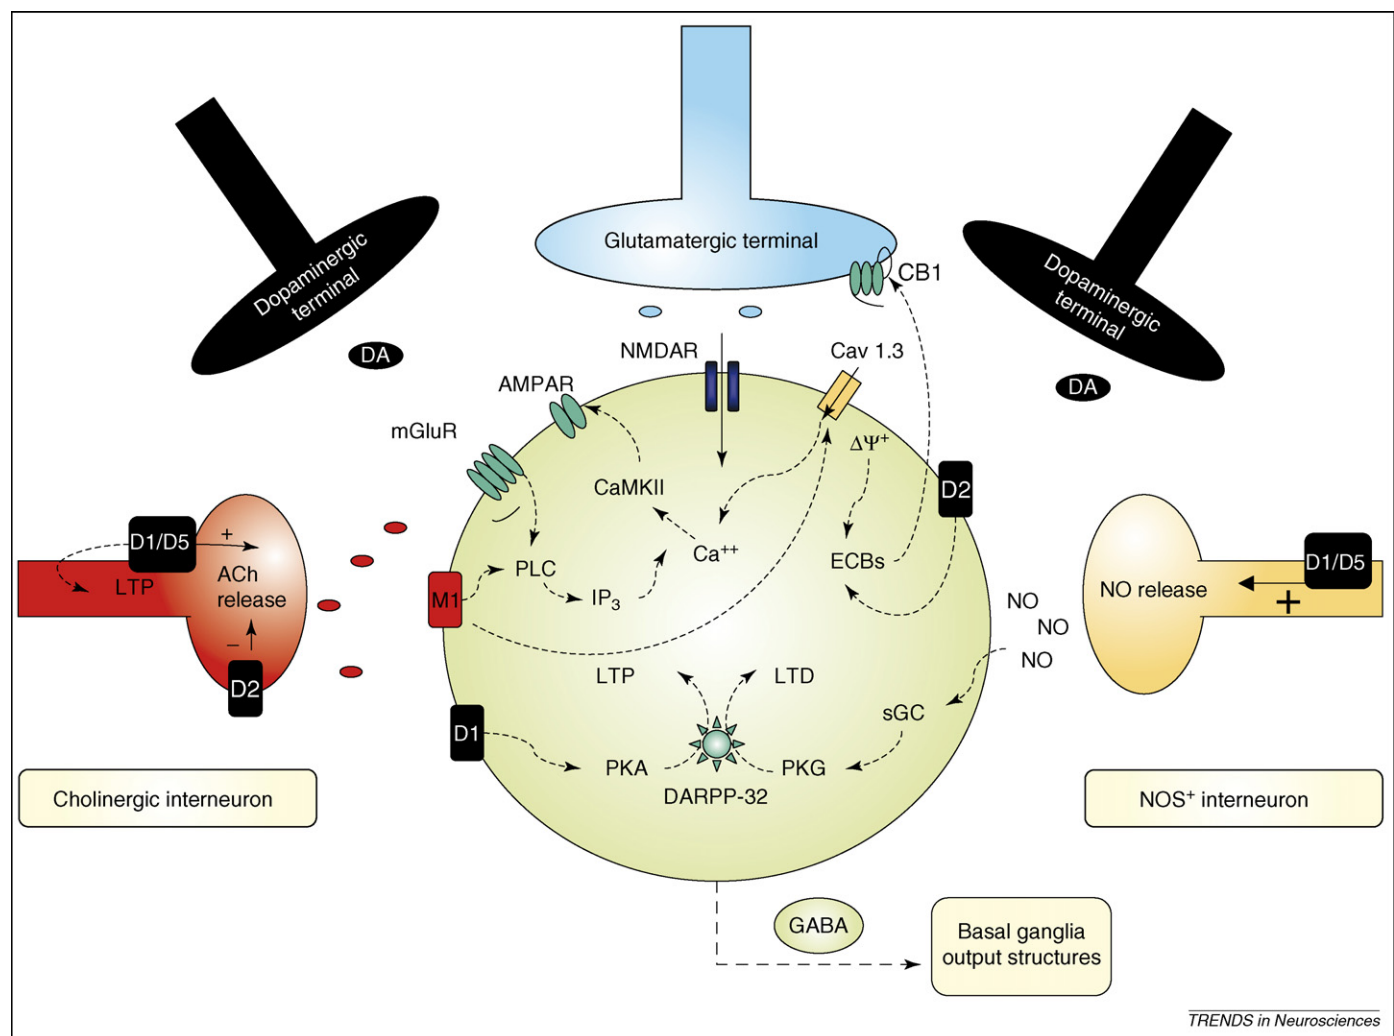 Dopaminergic
terminal
Glutamatergic terminal
Dopaminergic
terminal
CB1
DA
NMDAR
Cav 1.3
DA
AMPAR
mGluR
ΔΨ⁺
CaMKII
D2
D1/D5
+
LTP
ACh
release
–
D2
M1
PLC
IP₃
Ca⁺⁺
ECBs
NO
NO
NO
NO release
D1/D5
+
LTP
LTD
sGC
D1
PKA
PKG
DARPP-32
Cholinergic interneuron
NOS⁺ interneuron
GABA
Basal ganglia
output structures
TRENDS in Neurosciences